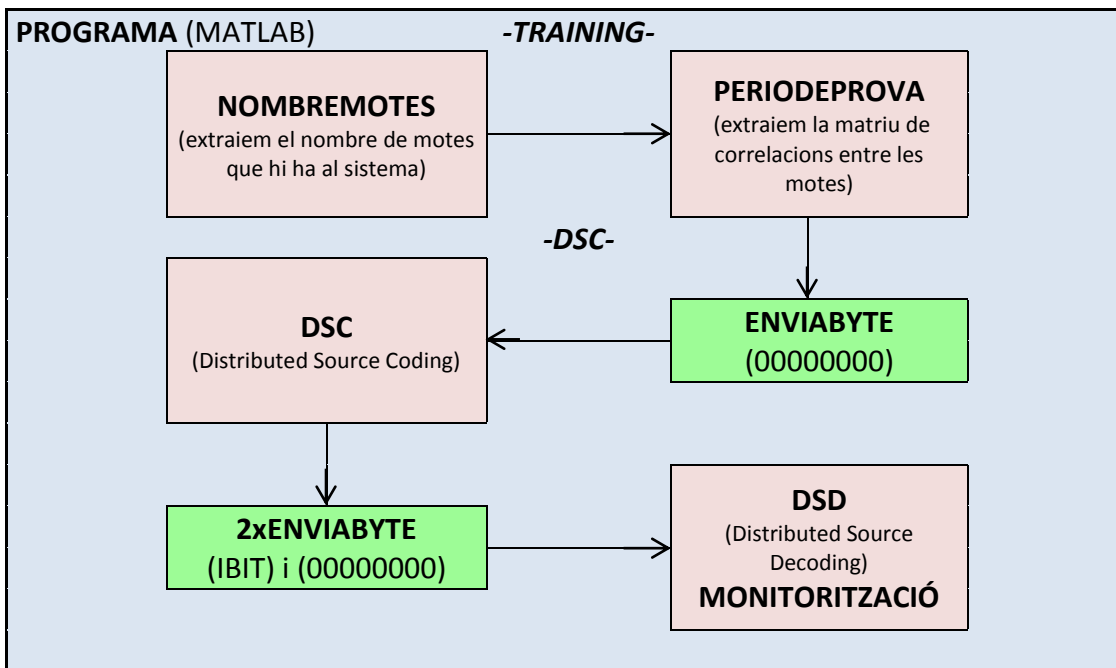 PROGRAMA (MATLAB)
-TRAINING-
NOMBREMOTES
(extraiem el nombre de motes
que hi ha al sistema)
PERIODEPROVA
(extraiem la matriu de
correlacions entre les
motes)
-DSC-
ENVIABYTE
(00000000)
DSC
(Distributed Source Coding)
2xENVIABYTE
(IBIT) i (00000000)
DSD
(Distributed Source
Decoding)
MONITORITZACIÓ